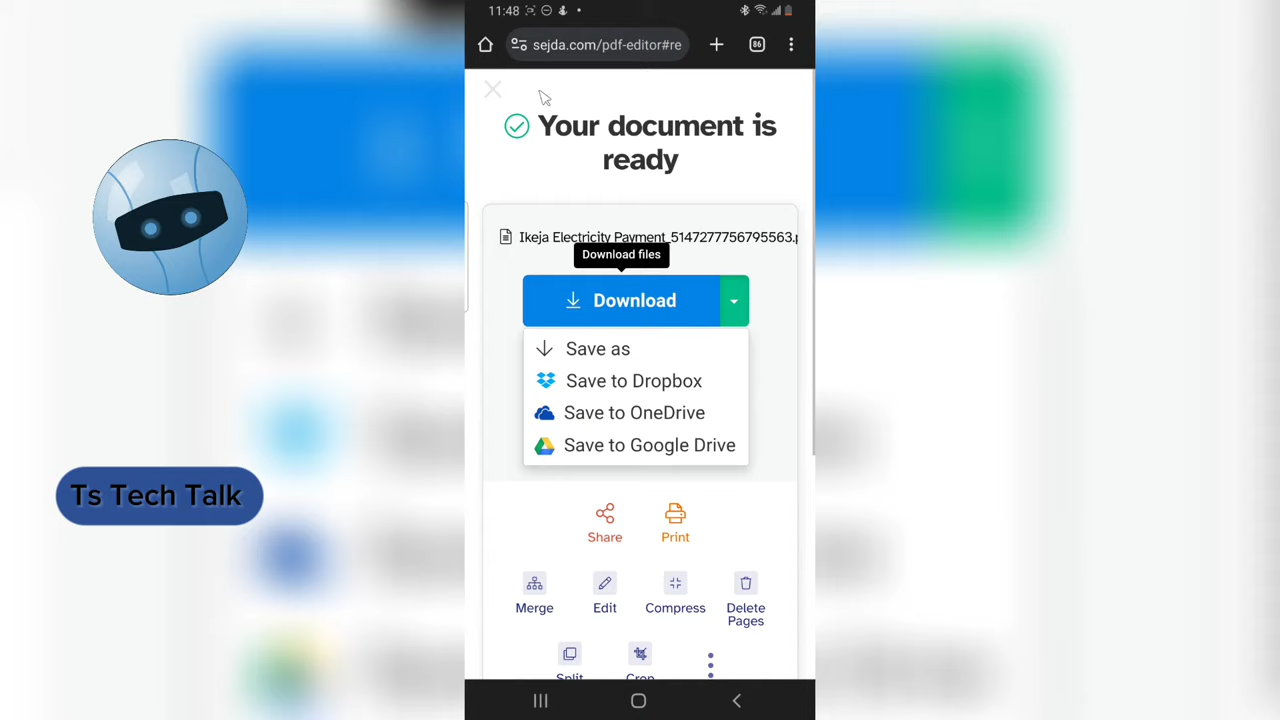 11:48
sejda.com/pdf-editor#re
86
Your document is
ready
Ikeja Electricity Payment_5147277756795563.p
Download files
Download
Save as
Save to Dropbox
Save to OneDrive
Save to Google Drive
Ts Tech Talk
Share
Print
Merge
Edit
Compress
Delete
Pages
Split
Crop